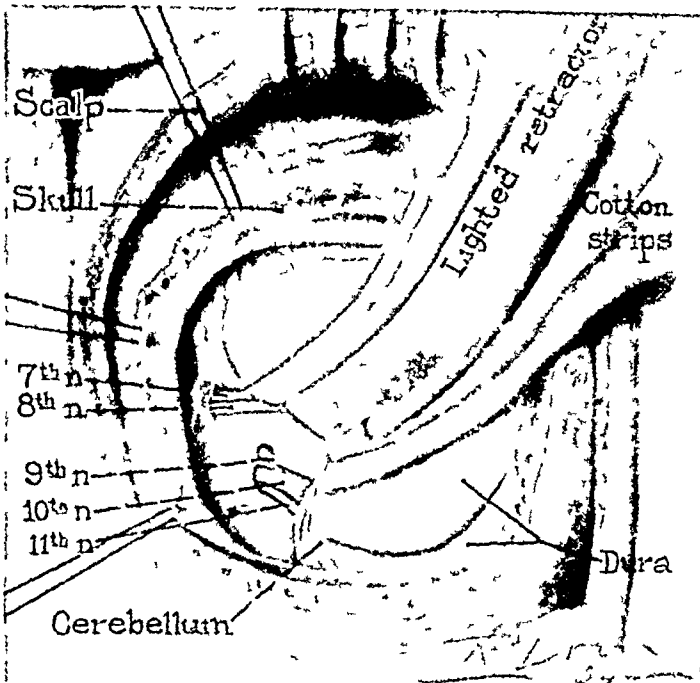 Scalp
Skull
Lighted retractor
Cotton
strips
7th n
8th n
9th n
10th n
11th n
Dura
Cerebellum